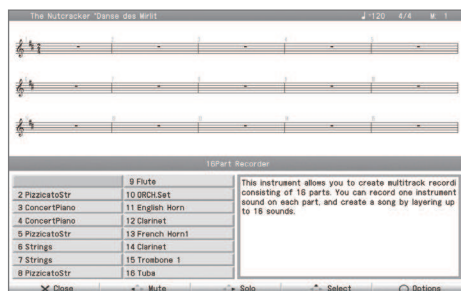 The Nutcracker "Danse des Mirlit
♩=120 4/4 M: 1
16Part Recorder
9 Flute
2 PizzicatoStr
10 ORCH.Set
3 ConcertPiano
11 English Horn
4 ConcertPiano
12 Clarinet
5 PizzicatoStr
13 French Horn1
6 Strings
14 Clarinet
7 Strings
15 Trombone 1
8 PizzicatoStr
16 Tuba
This instrument allows you to create multitrack recordi
consisting of 16 parts. You can record one instrument
sound on each part, and create a song by layering up
to 16 sounds.
Close Mute Solo Select Options